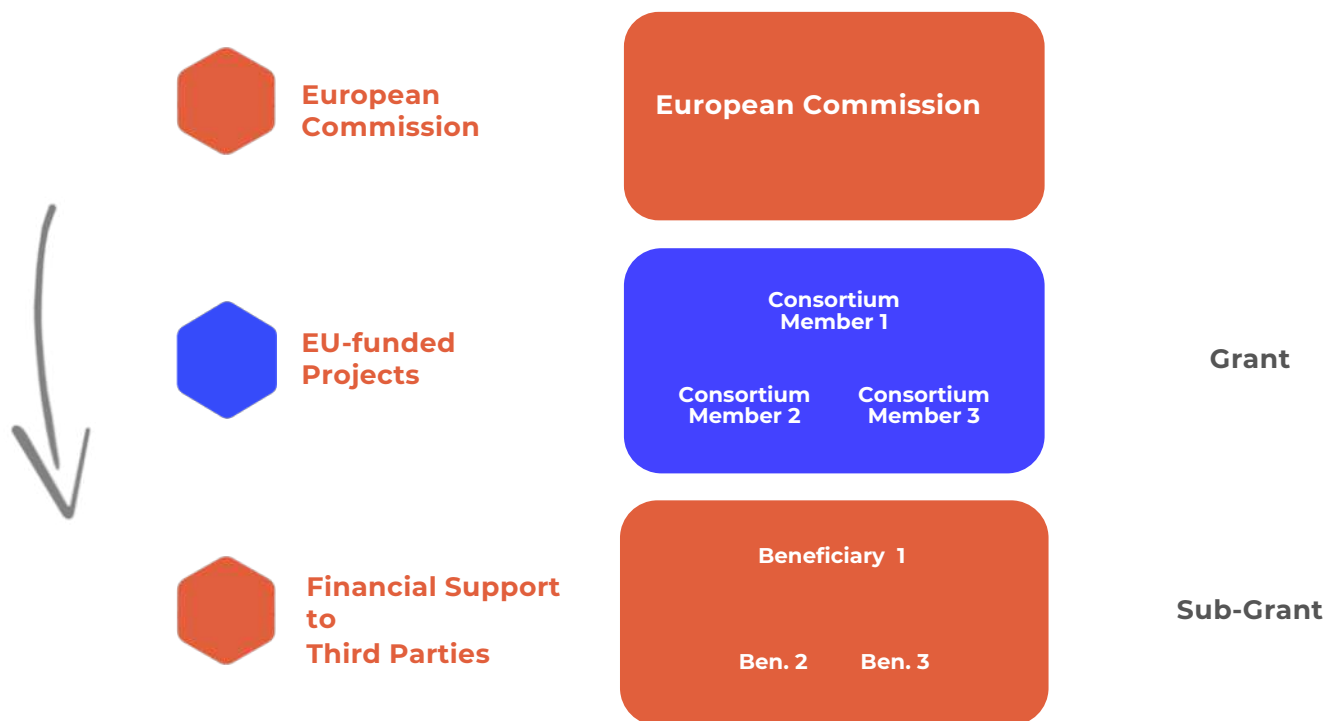 European
Commission
European Commission
EU-funded
Projects
Consortium
Member 1
Consortium
Member 2
Consortium
Member 3
Grant
Financial Support
to
Third Parties
Beneficiary 1
Ben. 2
Ben. 3
Sub-Grant